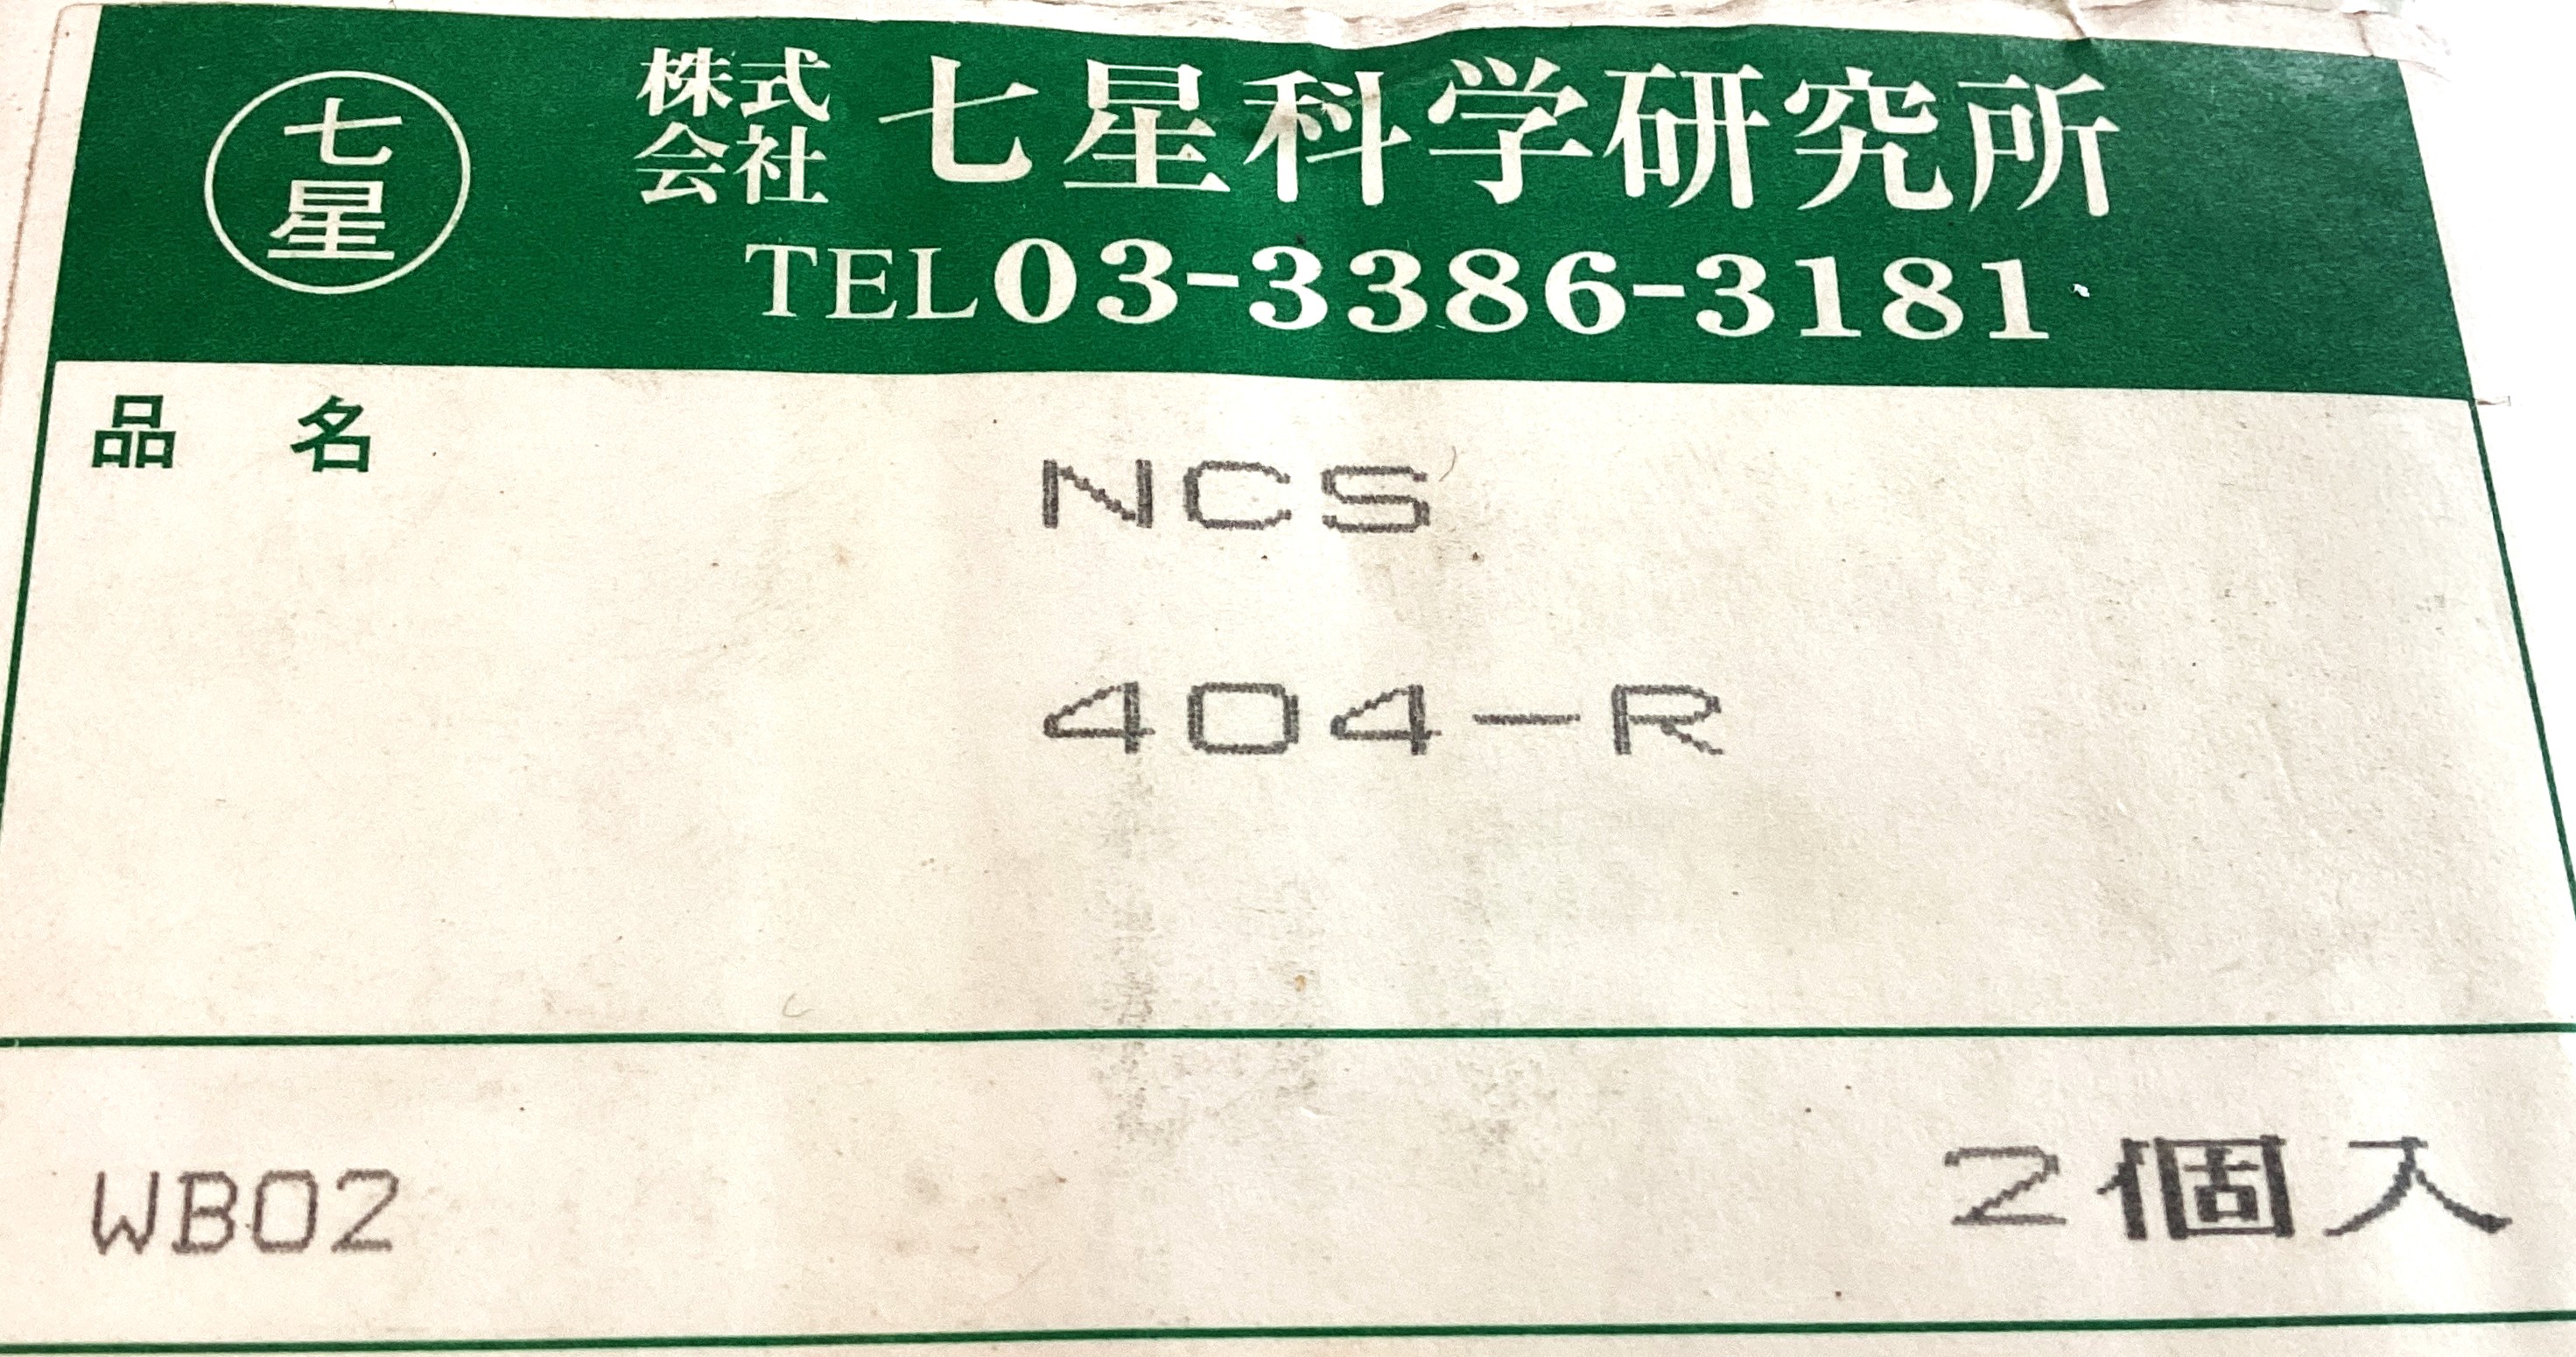 七星
株式会社 七星科学研究所
TEL03-3386-3181
品 名
NCS
404-R
WB02 2個入